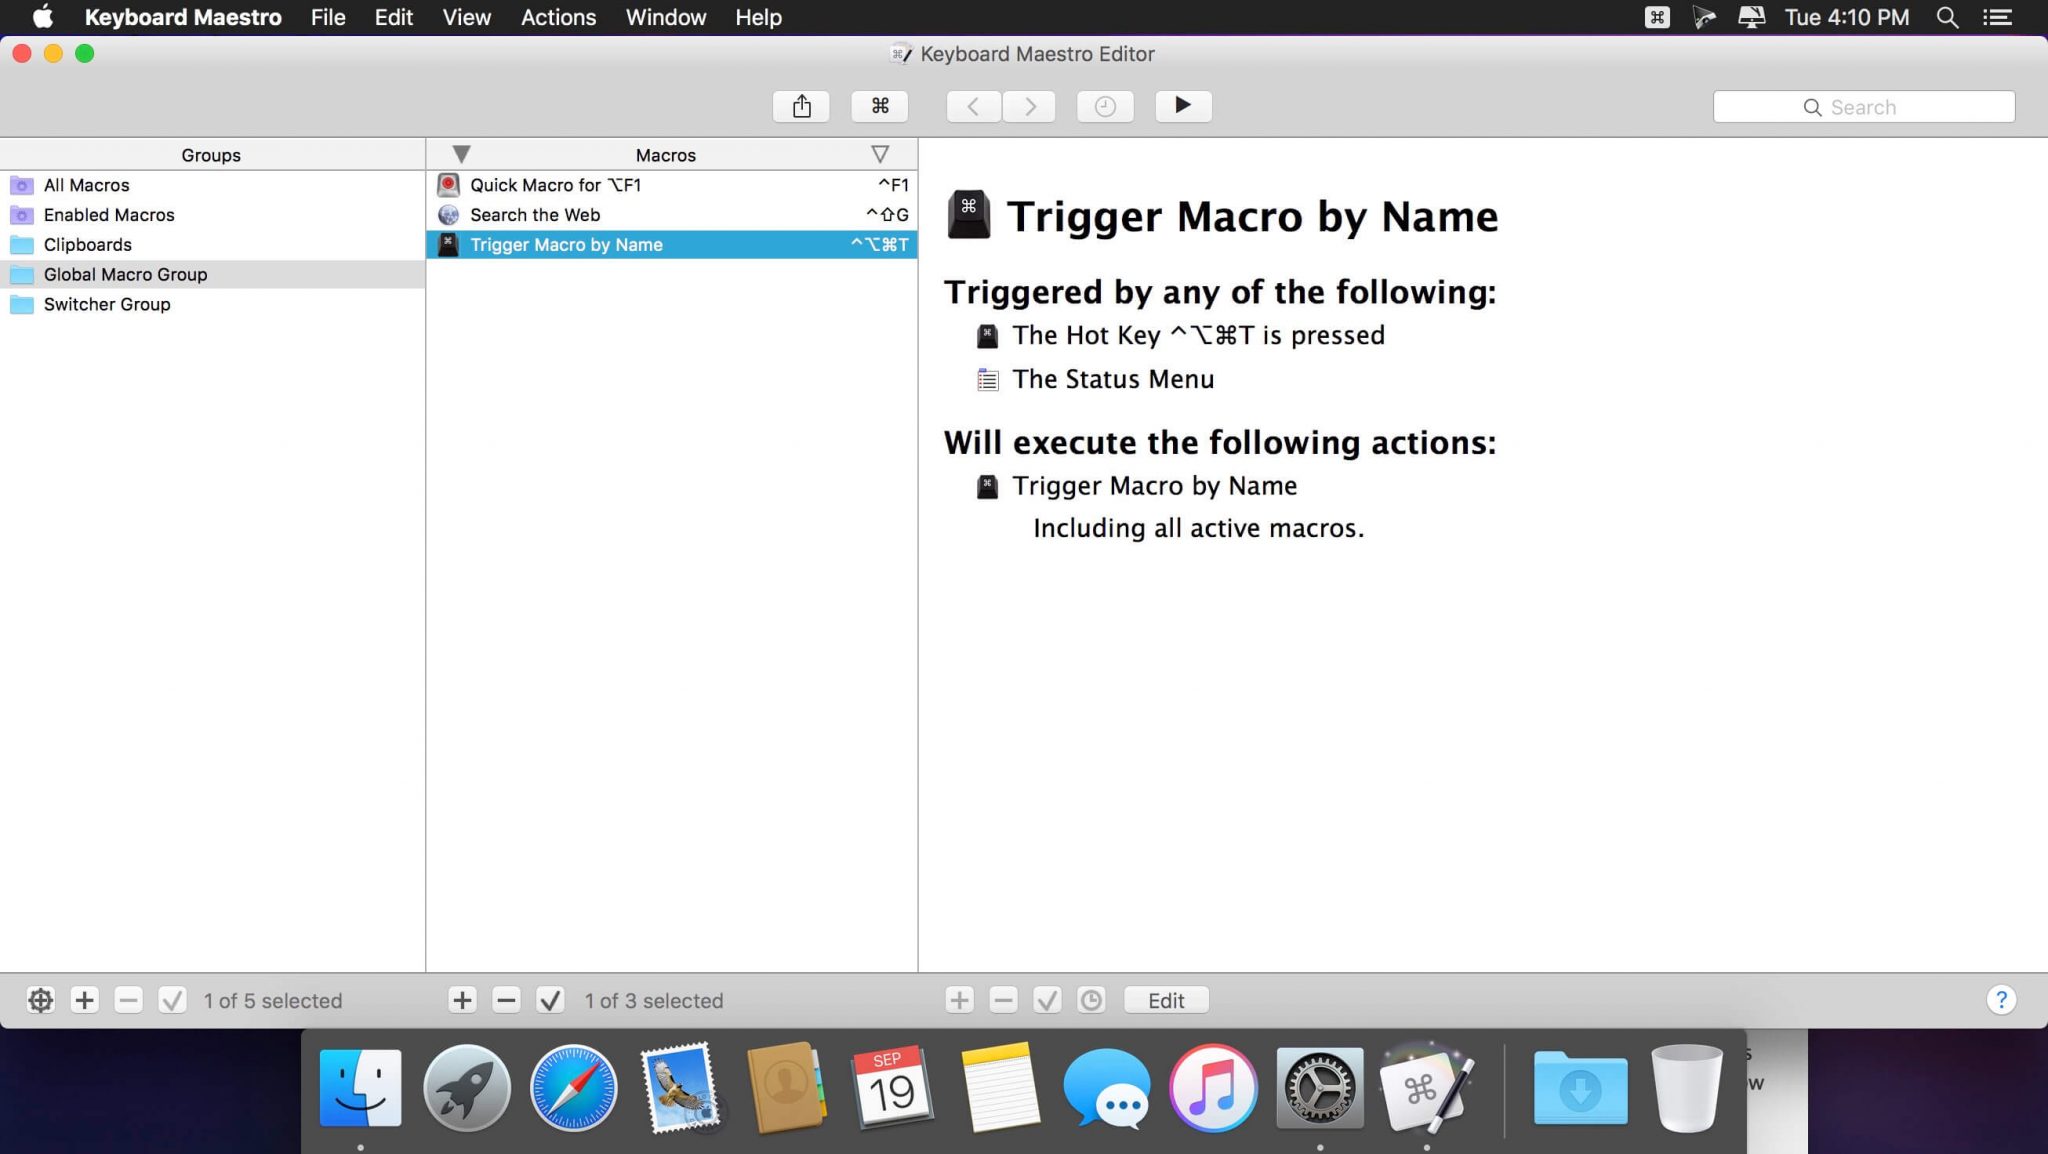 Keyboard Maestro File Edit View Actions Window Help ⌘ Tue 4:10 PM
Keyboard Maestro Editor
⌘ Search
Groups Macros
All Macros
Enabled Macros
Clipboards
Global Macro Group
Switcher Group
Quick Macro for ⌥F1 ^F1
Search the Web ^⇧G
Trigger Macro by Name ^⌥⌘T
Trigger Macro by Name
Triggered by any of the following:
The Hot Key ^⌥⌘T is pressed
The Status Menu
Will execute the following actions:
Trigger Macro by Name
Including all active macros.
1 of 5 selected 1 of 3 selected Edit ?
SEP
19